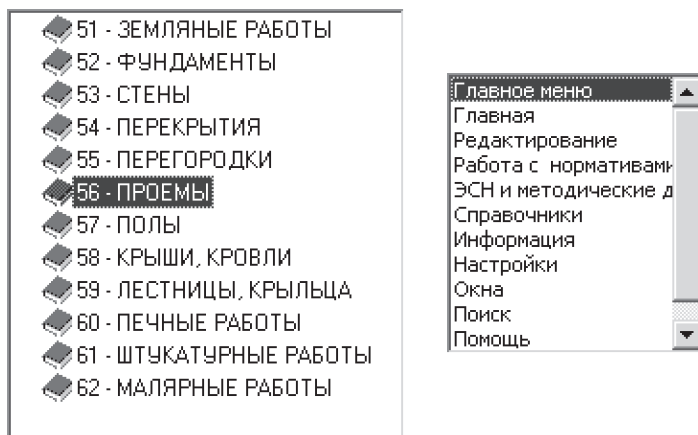 51 - ЗЕМЛЯНЫЕ РАБОТЫ
52 - ФУНДАМЕНТЫ
53 - СТЕНЫ
54 - ПЕРЕКРЫТИЯ
55 - ПЕРЕГОРОДКИ
56 - ПРОЕМЫ
57 - ПОЛЫ
58 - КРЫШИ, КРОВЛИ
59 - ЛЕСТНИЦЫ, КРЫЛЬЦА
60 - ПЕЧНЫЕ РАБОТЫ
61 - ШТУКАТУРНЫЕ РАБОТЫ
62 - МАЛЯРНЫЕ РАБОТЫ
Главное меню
Главная
Редактирование
Работа с нормативами
ЭСН и методические д
Справочники
Информация
Настройки
Окна
Поиск
Помощь